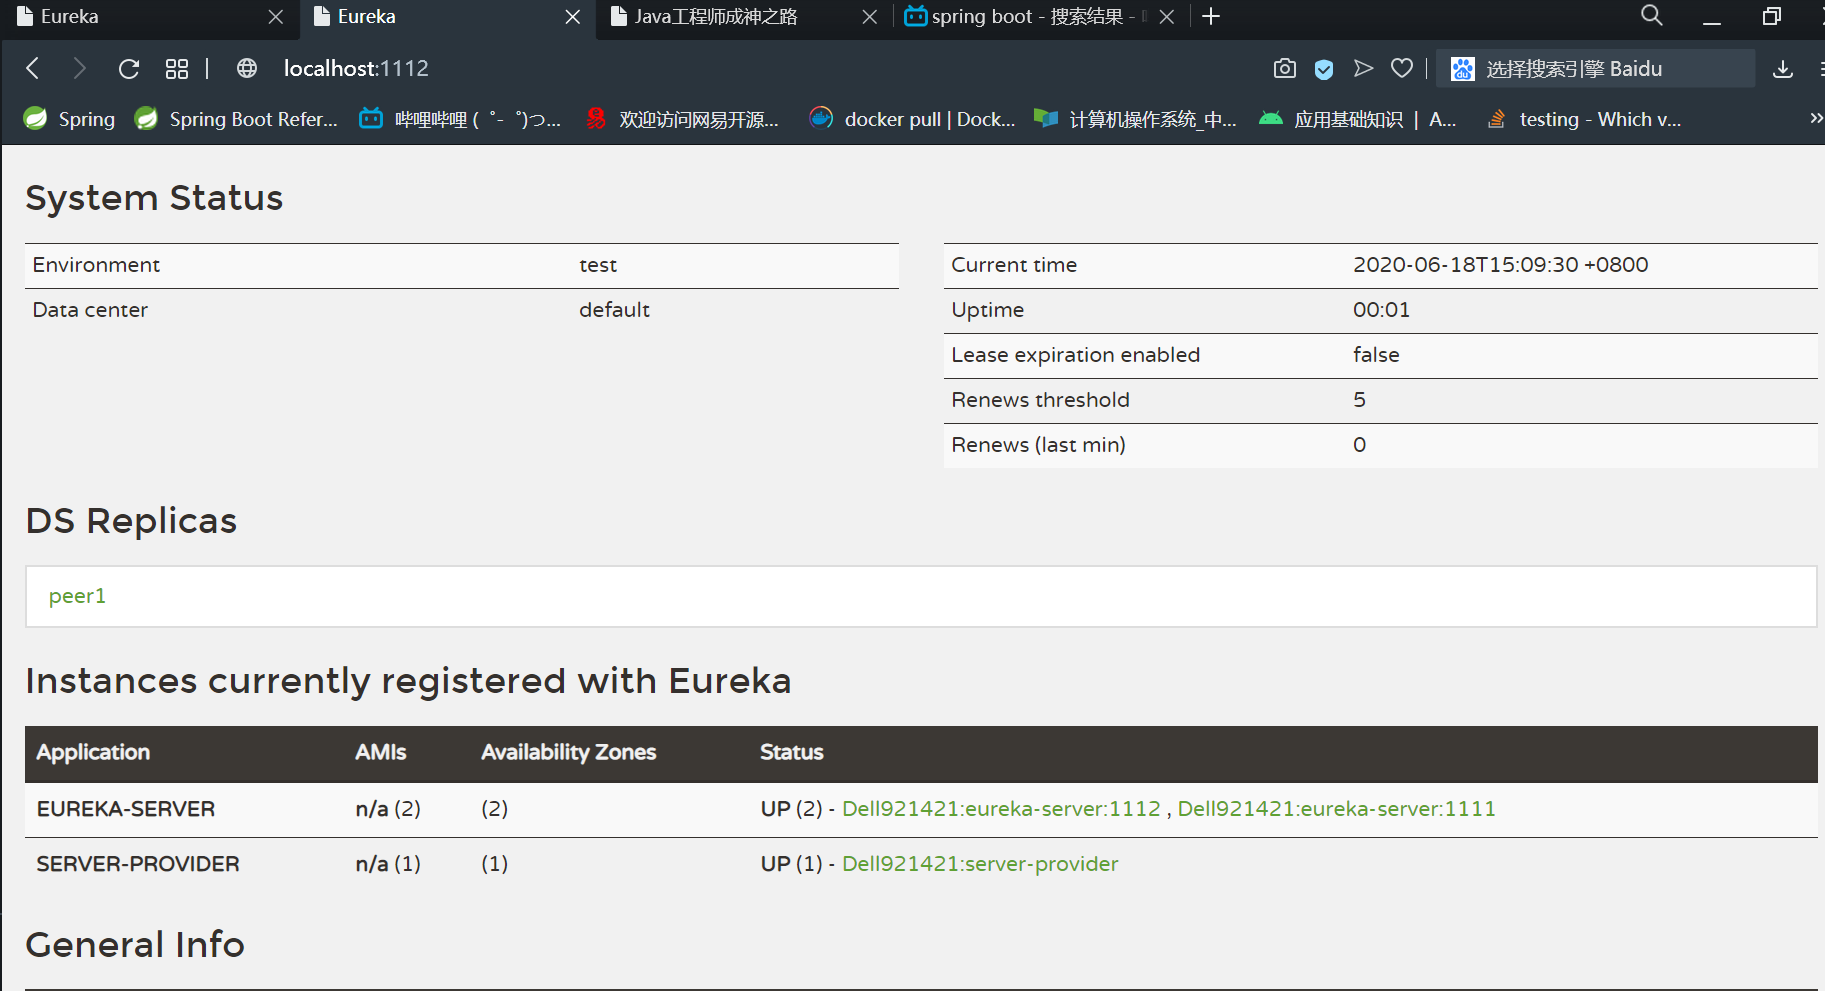 Eureka
Eureka
Java工程师成神之路
spring boot - 搜索结果 -
localhost:1112
选择搜索引擎 Baidu
Spring
Spring Boot Refer...
哔哩哔哩 ( ゜- ゜)つ...
欢迎访问网易开源...
docker pull | Dock...
计算机操作系统_中...
应用基础知识 | A...
testing - Which v...
System Status
Environment test
Data center default
Current time 2020-06-18T15:09:30 +0800
Uptime 00:01
Lease expiration enabled false
Renews threshold 5
Renews (last min) 0
DS Replicas
peer1
Instances currently registered with Eureka
Application AMIs Availability Zones Status
EUREKA-SERVER n/a (2) (2) UP (2) - Dell921421:eureka-server:1112 , Dell921421:eureka-server:1111
SERVER-PROVIDER n/a (1) (1) UP (1) - Dell921421:server-provider
General Info